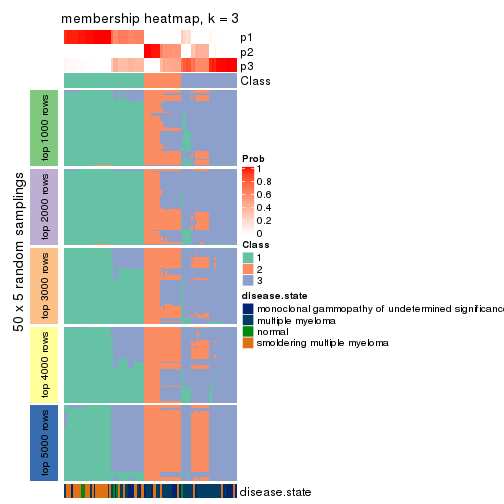 membership heatmap, k = 3
p1
p2
p3
Class
50 x 5 random samplings
top 1000 rows
top 2000 rows
top 3000 rows
top 4000 rows
top 5000 rows
Prob
1
0.8
0.6
0.4
0.2
0
Class
1
2
3
disease.state
monoclonal gammopathy of undetermined significance
multiple myeloma
normal
smoldering multiple myeloma
disease.state